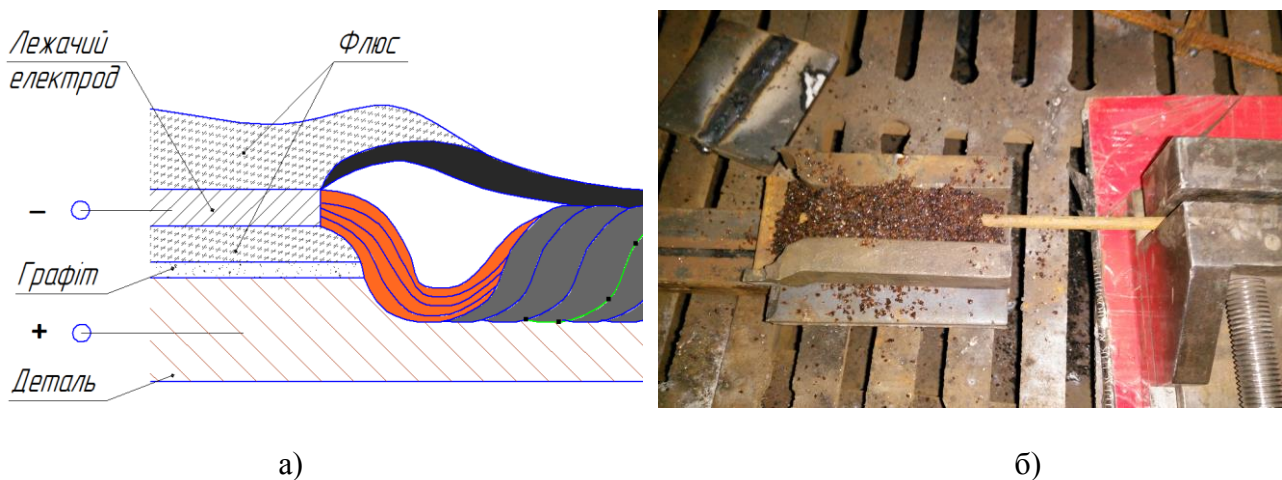 Лежачий
електрод
Флюс
–
Графіт
+
Деталь
а)
б)